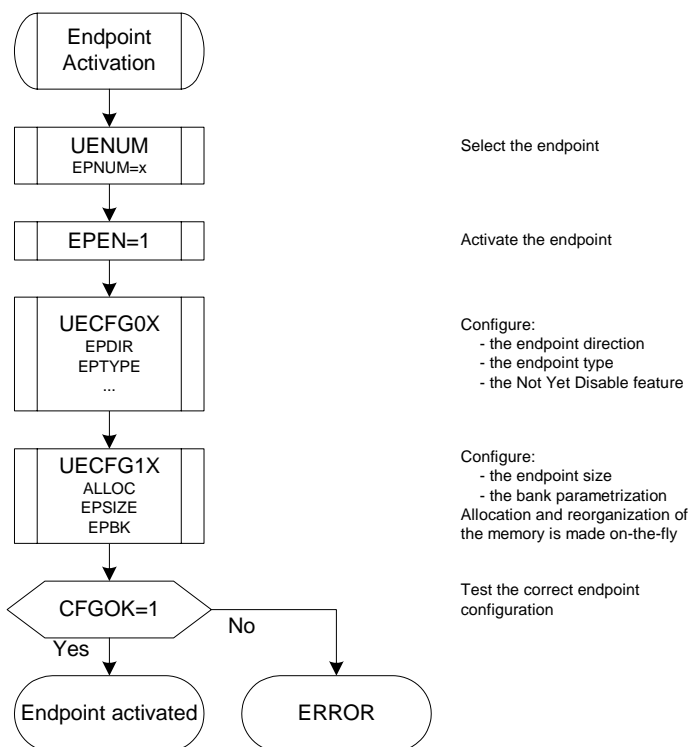 Endpoint
Activation
UENUM
EPNUM=x
Select the endpoint
EPEN=1
Activate the endpoint
UECFG0X
EPDIR
EPTYPE
...
Configure:
- the endpoint direction
- the endpoint type
- the Not Yet Disable feature
UECFG1X
ALLOC
EPSIZE
EPBK
Configure:
- the endpoint size
- the bank parametrization
Allocation and reorganization of
the memory is made on-the-fly
CFGOK=1
Test the correct endpoint
configuration
No
Yes
Endpoint activated
ERROR